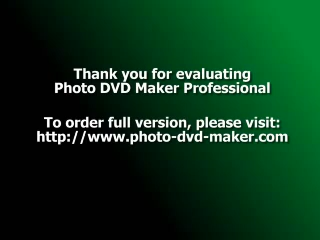 Thank you for evaluating
Photo DVD Maker Professional
To order full version, please visit:
http://www.photo-dvd-maker.com